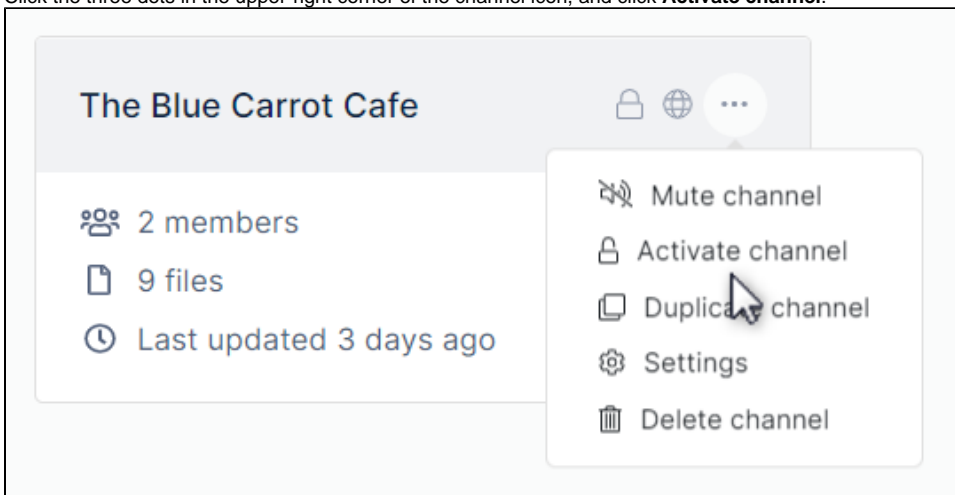 Click the three dots in the upper right corner of the channel icon, and click Activate channel.
The Blue Carrot Cafe
2 members
9 files
Last updated 3 days ago
Mute channel
Activate channel
Duplicate channel
Settings
Delete channel